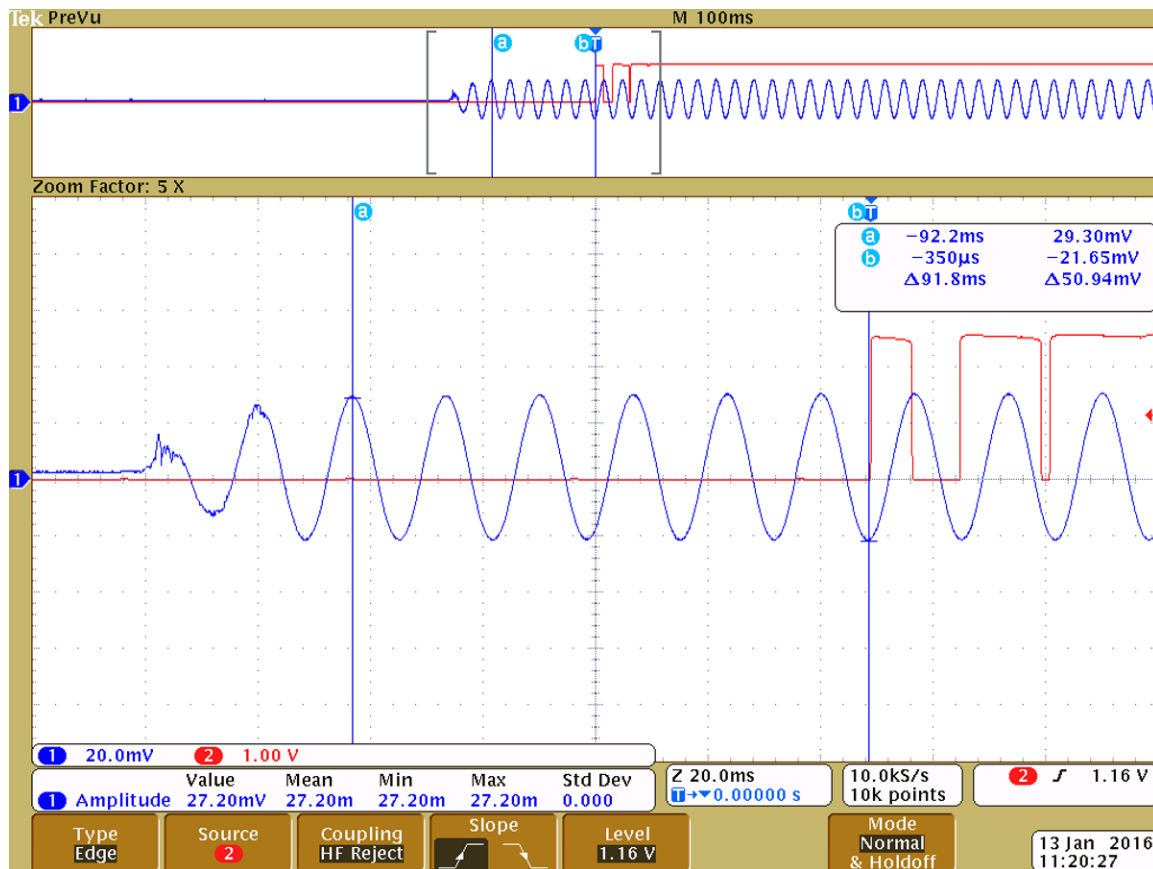 Tek PreVu M 100ms
a b T
1
Zoom Factor: 5 X
a b T
a −92.2ms 29.30mV
b −350µs −21.65mV
Δ91.8ms Δ50.94mV
1
1 20.0mV 2 1.00 V
Z 20.0ms
T→▼0.00000 s
10.0kS/s
10k points
2 1.16 V
Value Mean Min Max Std Dev
1 Amplitude 27.20mV 27.20m 27.20m 27.20m 0.000
Type
Edge
Source
2
Coupling
HF Reject
Slope
Level
1.16 V
Mode
Normal
& Holdoff
13 Jan 2016
11:20:27